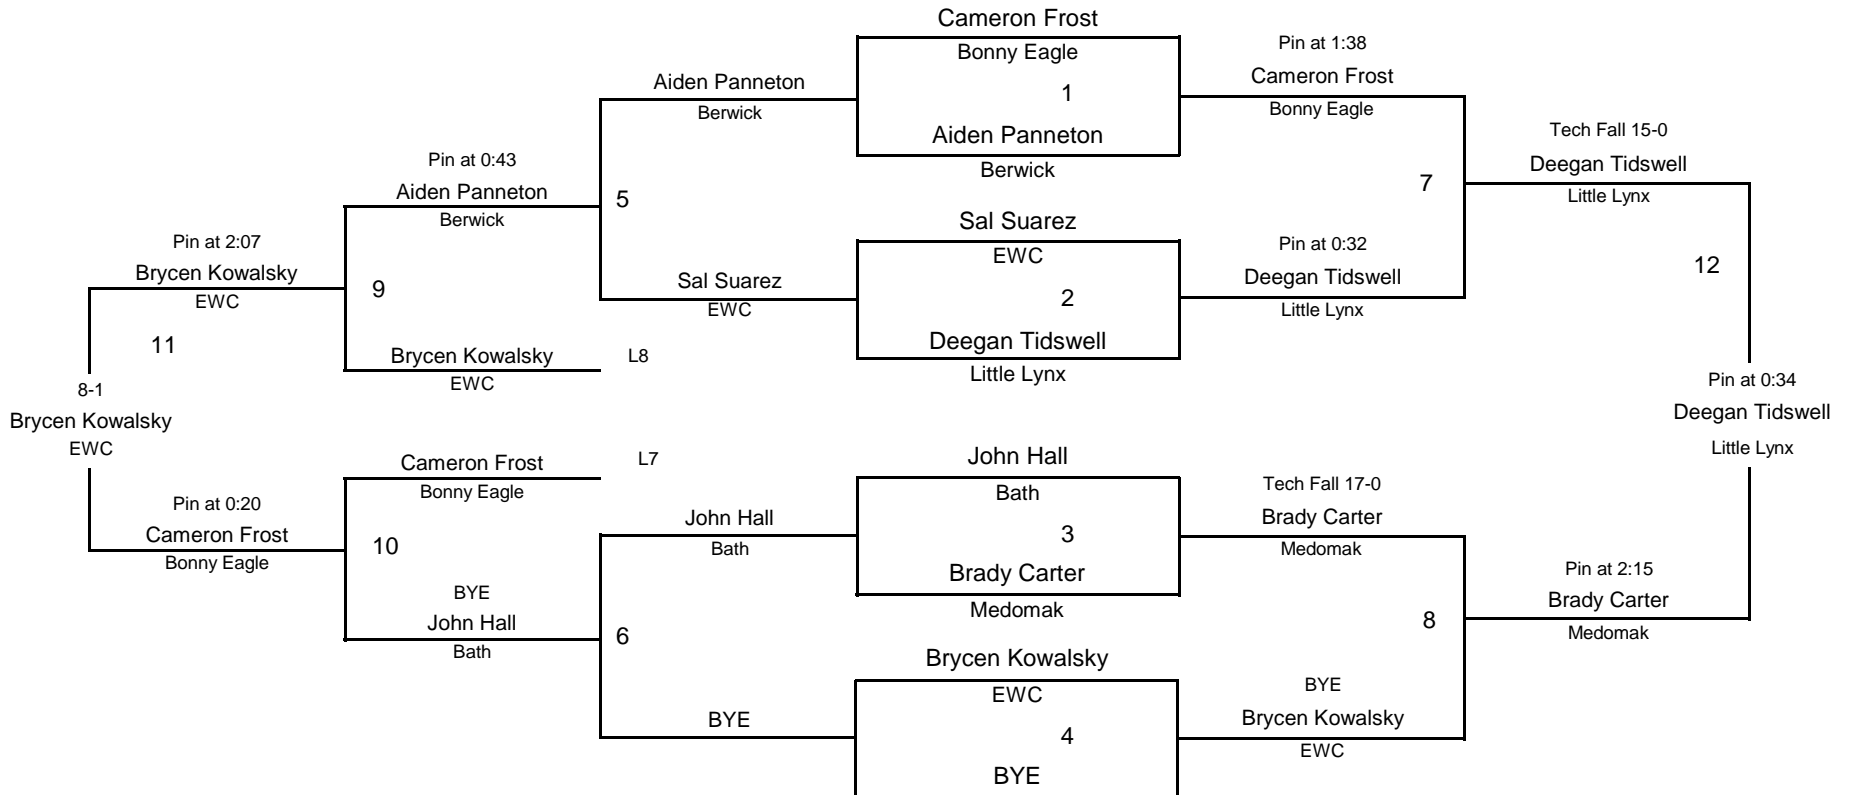 Cameron Frost
Bonny Eagle
1
Aiden Panneton
Berwick
Sal Suarez
EWC
2
Deegan Tidswell
Little Lynx
John Hall
Bath
3
Brady Carter
Medomak
Brycen Kowalsky
EWC
4
BYE
Pin at 1:38
Cameron Frost
Bonny Eagle
7
Pin at 0:32
Deegan Tidswell
Little Lynx
Tech Fall 17-0
Brady Carter
Medomak
8
BYE
Brycen Kowalsky
EWC
Tech Fall 15-0
Deegan Tidswell
Little Lynx
12
Pin at 2:15
Brady Carter
Medomak
Pin at 0:34
Deegan Tidswell
Little Lynx
Aiden Panneton
Berwick
5
Sal Suarez
EWC
John Hall
Bath
6
BYE
Pin at 0:43
Aiden Panneton
Berwick
9
Brycen Kowalsky
EWC
L8
Cameron Frost
Bonny Eagle
L7
10
BYE
John Hall
Bath
Pin at 2:07
Brycen Kowalsky
EWC
11
Pin at 0:20
Cameron Frost
Bonny Eagle
8-1
Brycen Kowalsky
EWC